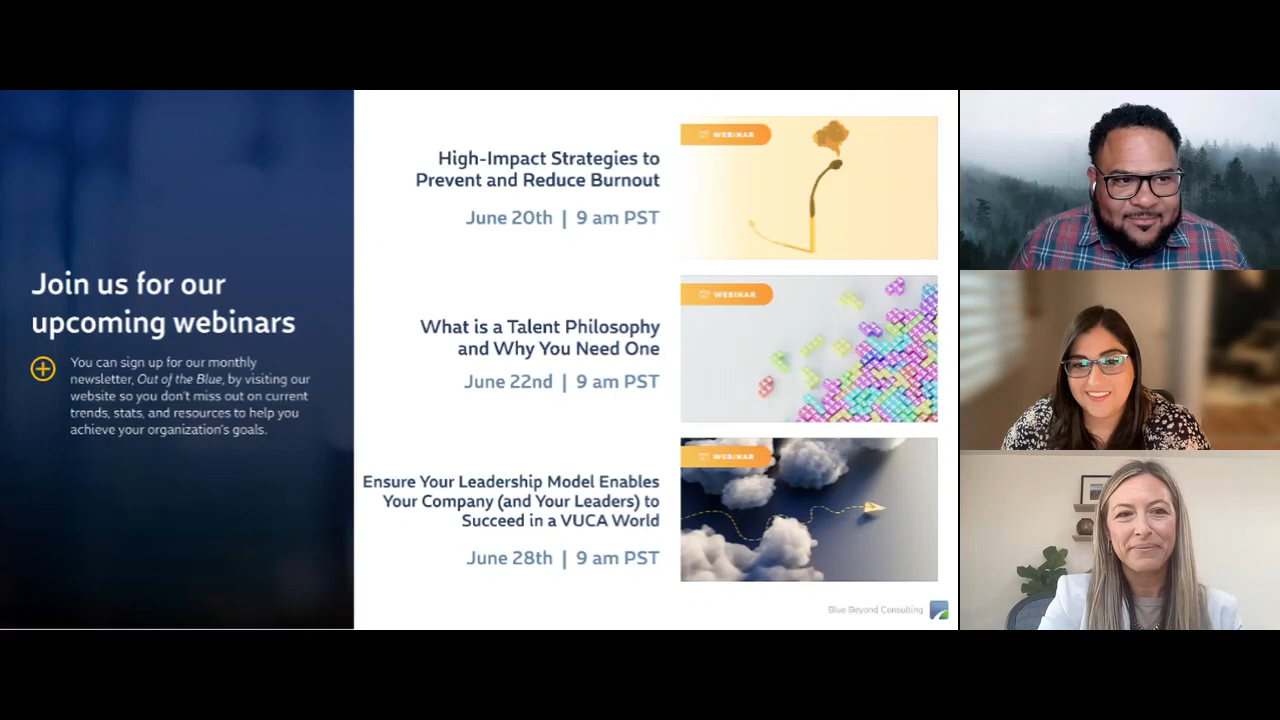 Join us for our
upcoming webinars
You can sign up for our monthly
newsletter, Out of the Blue, by visiting our
website so you don't miss out on current
trends, stats, and resources to help you
achieve your organization's goals.
High-Impact Strategies to
Prevent and Reduce Burnout
June 20th | 9 am PST
WEBINAR
What is a Talent Philosophy
and Why You Need One
June 22nd | 9 am PST
WEBINAR
Ensure Your Leadership Model Enables
Your Company (and Your Leaders) to
Succeed in a VUCA World
June 28th | 9 am PST
WEBINAR
Blue Beyond Consulting